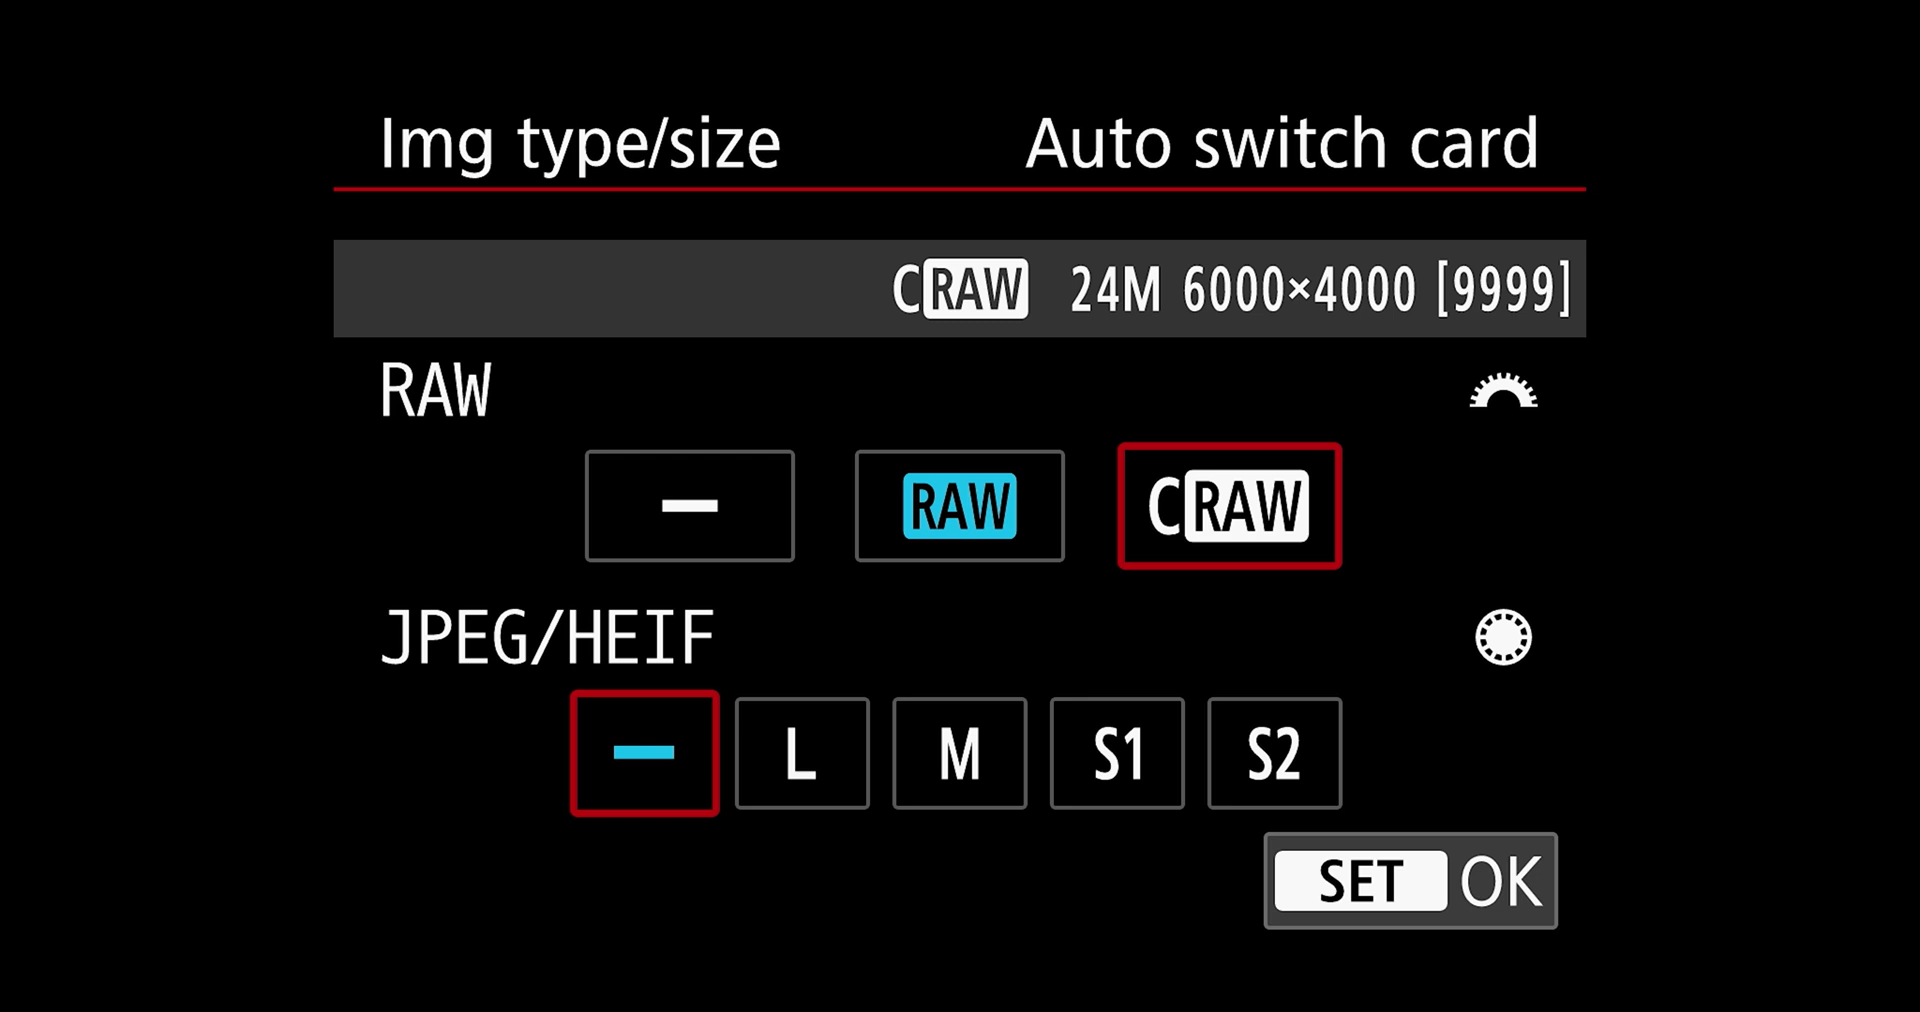 Img type/size Auto switch card
CRAW 24M 6000×4000 [9999]
RAW
— RAW CRAW
JPEG/HEIF
— L M S1 S2
SET OK